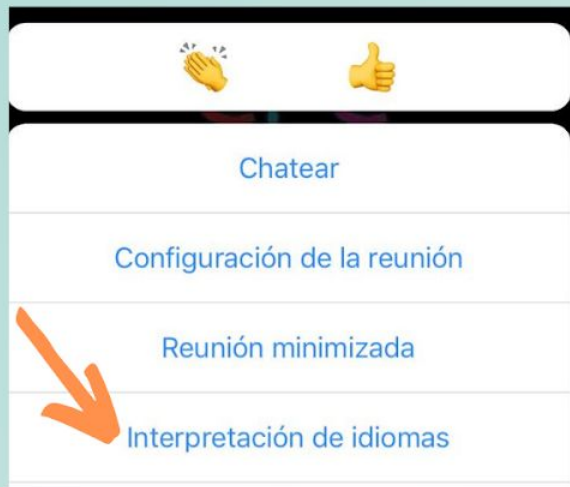 Chatear
Configuración de la reunión
Reunión minimizada
Interpretación de idiomas